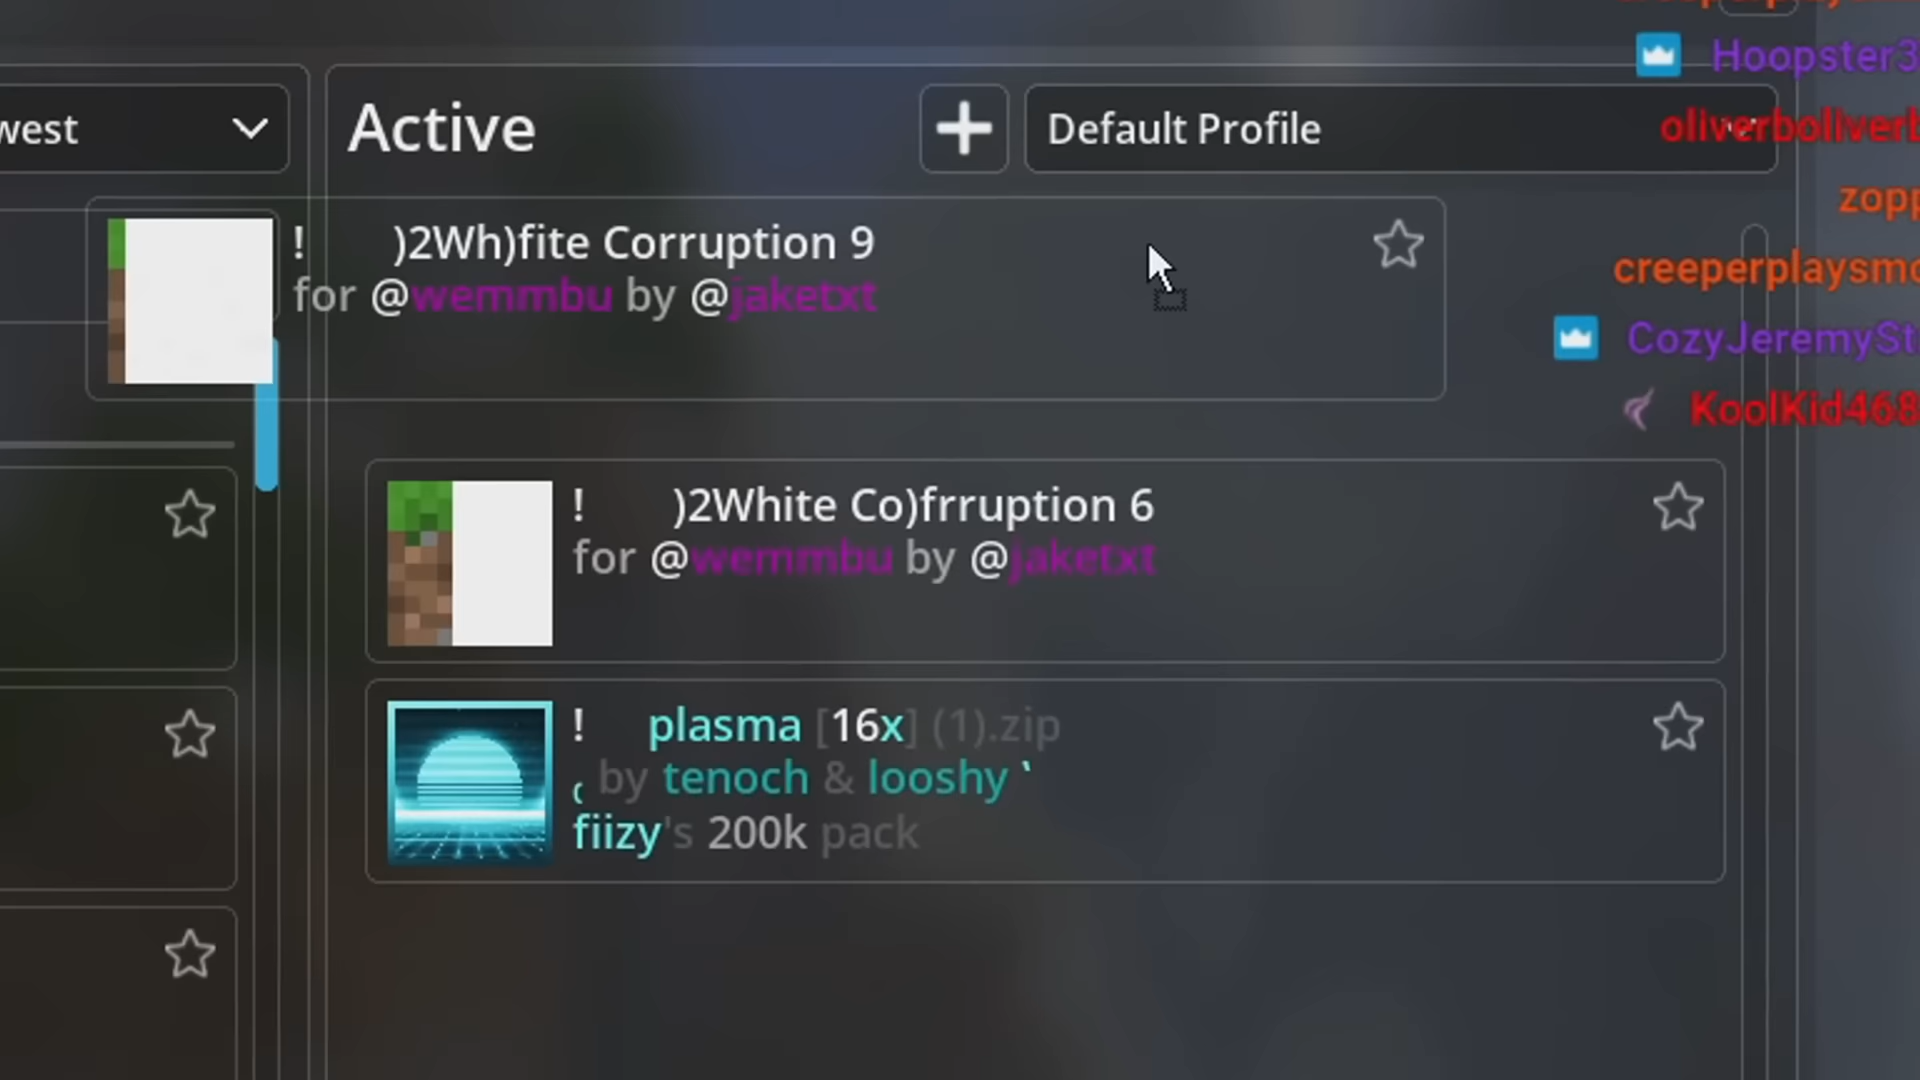 Hoopster3
west
Active
Default Profile
oliverboliverb
zopp
!	)2Wh)fite Corruption 9
for @wemmbu by @jaketxt
creeperplaysmo
CozyJeremySt
KoolKid468
!	)2White Co)frruption 6
for @wemmbu by @jaketxt
!	plasma [16x] (1).zip
by tenoch & looshy `
fiizy's 200k pack